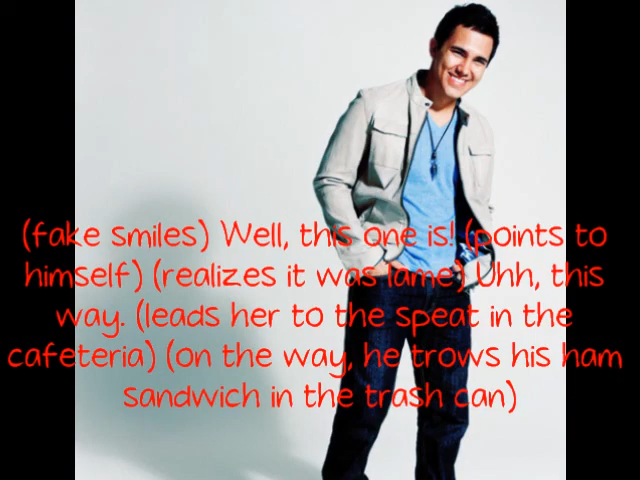 (fake smiles) Well, this one is! (points to
himself) (realizes it was lame) Uhh, this
way. (leads her to the speat in the
cafeteria) (on the way, he trows his ham
sandwich in the trash can)